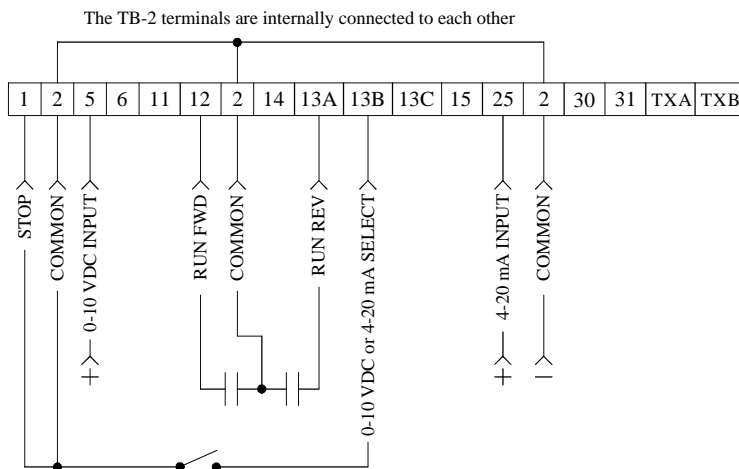 The TB-2 terminals are internally connected to each other
1 2 5 6 11 12 2 14 13A 13B 13C 15 25 2 30 31 TXA TXB
STOP
COMMON
0-10 VDC INPUT
RUN FWD
COMMON
RUN REV
0-10 VDC or 4-20 mA SELECT
4-20 mA INPUT
COMMON
+
+
−